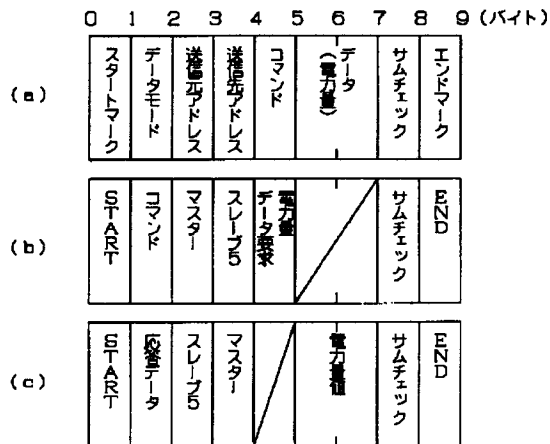 0 1 2 3 4 5 6 7 8 9 (バイト)
(a)
スタートマーク
データモード
送信元アドレス
送信先アドレス
コマンド
データ
(電力量)
サムチェック
エンドマーク
(b)
START
コマンド
マスター
スレーブ5
電力量
データ要求
サムチェック
END
(c)
START
応答データ
スレーブ5
マスター
電力量値
サムチェック
END